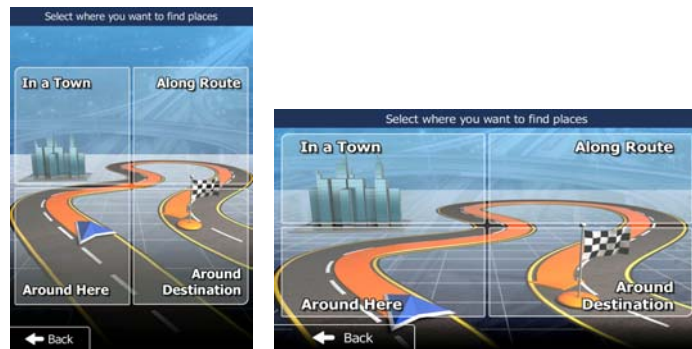 Select where you want to find places
In a Town
Along Route
Around Here
Around
Destination
Back
Select where you want to find places
In a Town
Along Route
Around Here
Around
Destination
Back